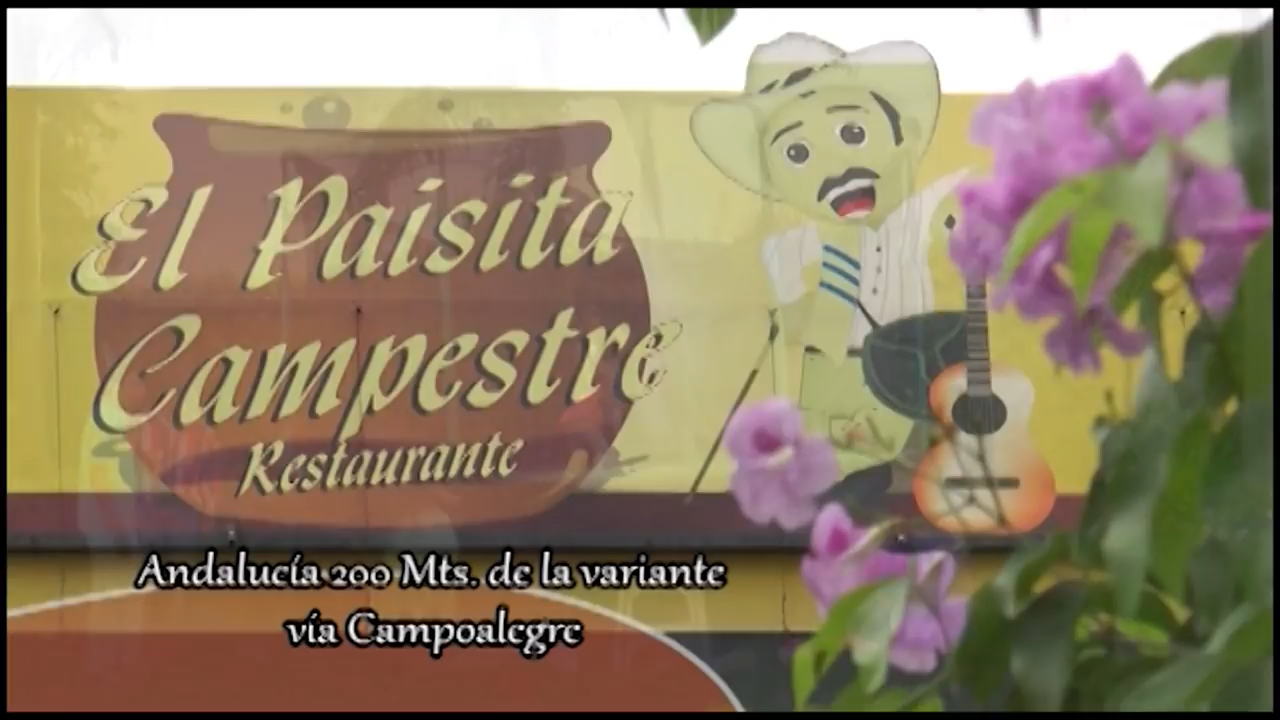 El Paisita
Campestre
Restaurante
Andalucía 200 Mts. de la variante
vía Campoalegre